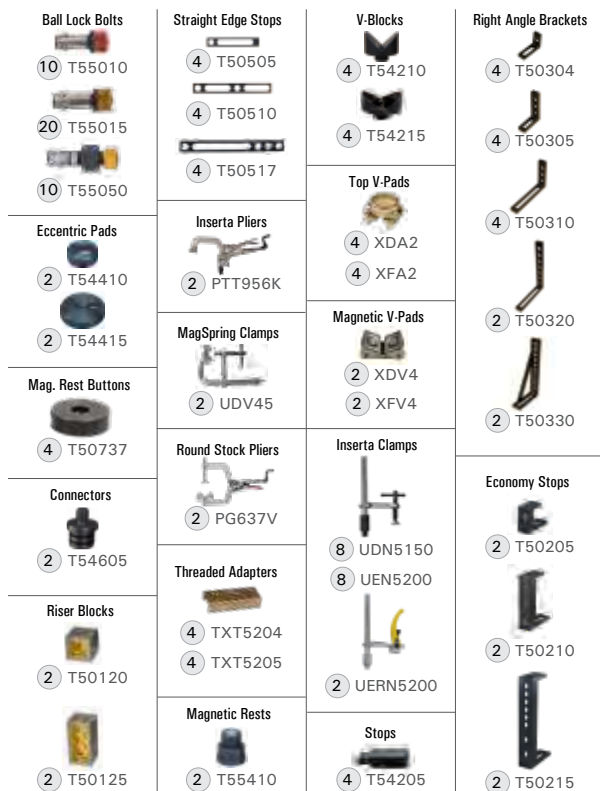 Ball Lock Bolts
10 T55010
20 T55015
10 T55050
Eccentric Pads
2 T54410
2 T54415
Mag. Rest Buttons
4 T50737
Connectors
2 T54605
Riser Blocks
2 T50120
2 T50125
Straight Edge Stops
4 T50505
4 T50510
4 T50517
Inserta Pliers
2 PTT956K
MagSpring Clamps
2 UDV45
Round Stock Pliers
2 PG637V
Threaded Adapters
4 TXT5204
4 TXT5205
Magnetic Rests
2 T55410
V-Blocks
4 T54210
4 T54215
Top V-Pads
4 XDA2
4 XFA2
Magnetic V-Pads
2 XDV4
2 XFV4
Inserta Clamps
8 UDN5150
8 UEN5200
2 UERN5200
Stops
4 T54205
Right Angle Brackets
4 T50304
4 T50305
4 T50310
2 T50320
2 T50330
Economy Stops
2 T50205
2 T50210
2 T50215